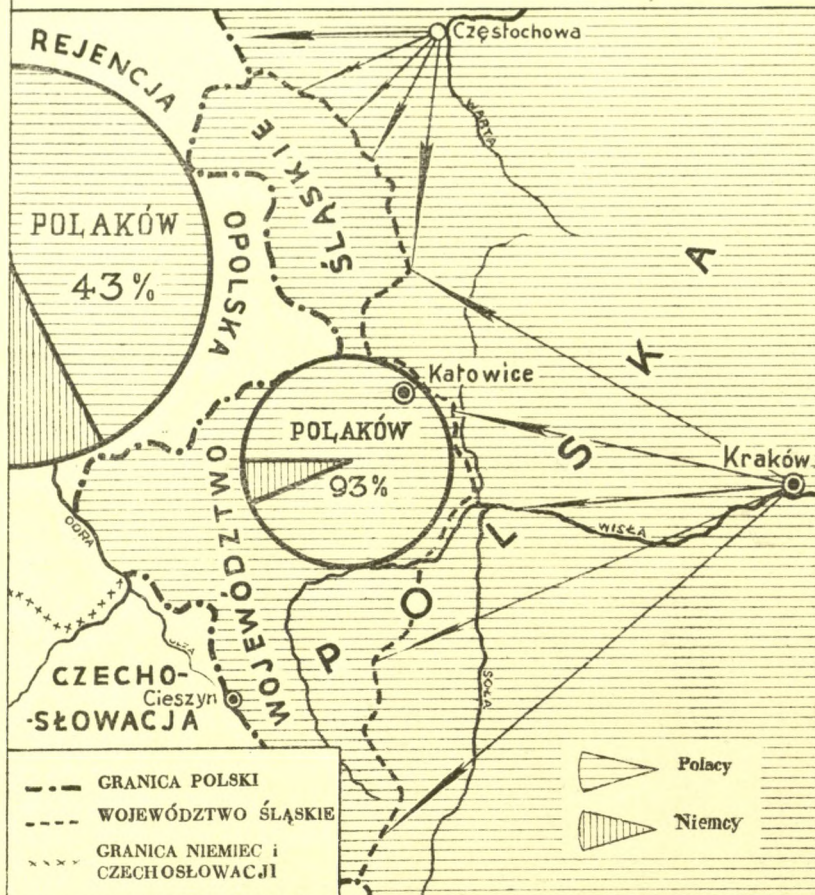 Częstochowa
REJENCJA
WARTA
ŚLĄSKIE
POLAKÓW
43%
OPOLSKA
Katowice
POLAKÓW
93%
Kraków
WISŁA
ODRA
WOJEWÓDZTWO
POLSKA
SOŁA
OLZA
CZECHO-
-SŁOWACJA
Cieszyn
GRANICA POLSKI
WOJEWÓDZTWO ŚLĄSKIE
GRANICA NIEMIEC i
CZECHOSŁOWACJI
Polacy
Niemcy